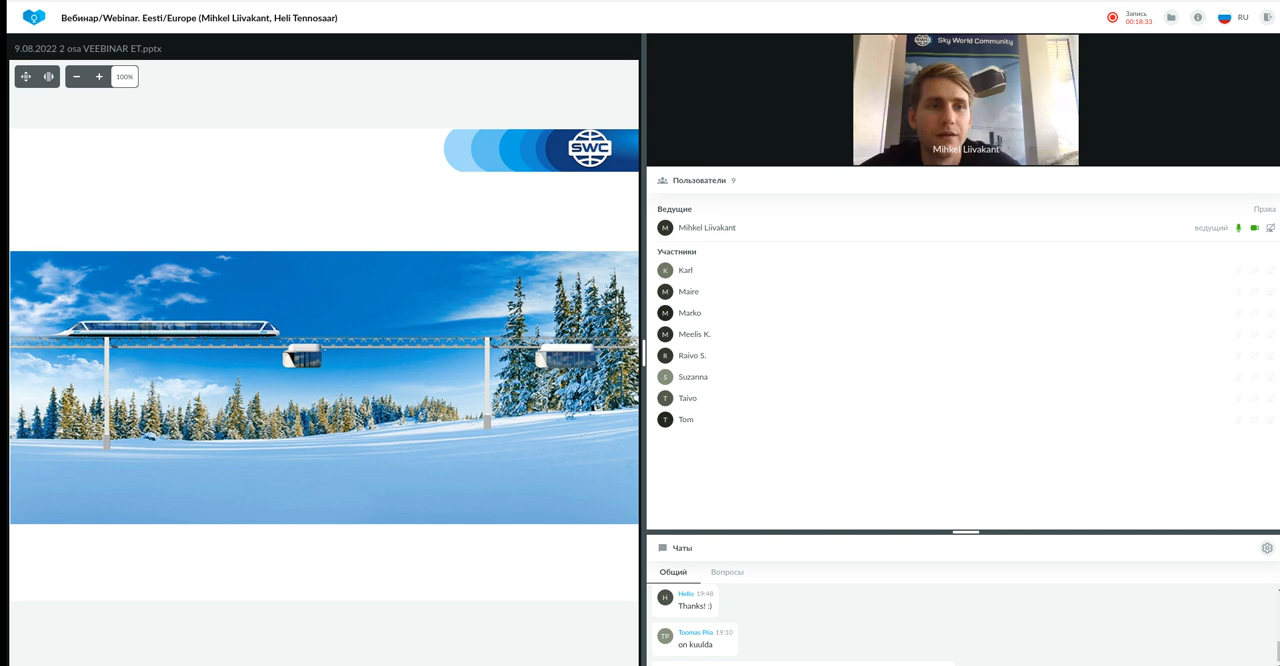 Вебинар/Webinar. Eesti/Europe (Mihkel Liivakant, Heli Tennosaar)
Запись
00:18:33
RU
9.08.2022 2 osa VEEBINAR ET.pptx
100%
SWC
Sky World Community
Mihkel Liivakant
Пользователи 9
Ведущие Права
M Mihkel Liivakant ведущий
Участники
K Karl
M Maire
M Marko
M Meelis K.
R Raivo S.
S Suzanna
T Taivo
T Tom
Чаты
Общий Вопросы
H Hello 19:48
Thanks! :)
TP Toomas Piia 19:10
on kuulda